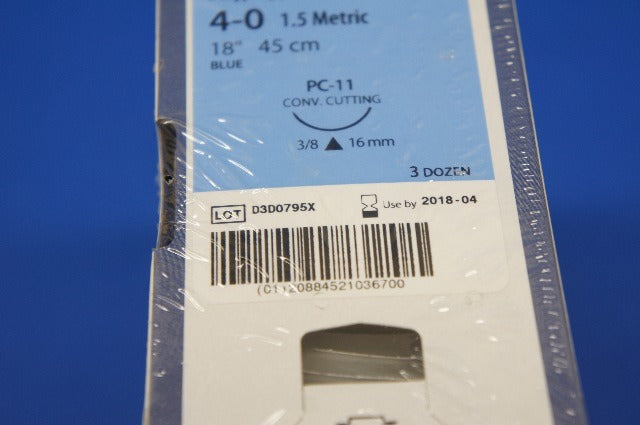 4-0 1.5 Metric
18" 45 cm
BLUE
PC-11
CONV. CUTTING
3/8 ▲ 16 mm
3 DOZEN
LOT D3D0795X Use by 2018-04
(01)20884521036700